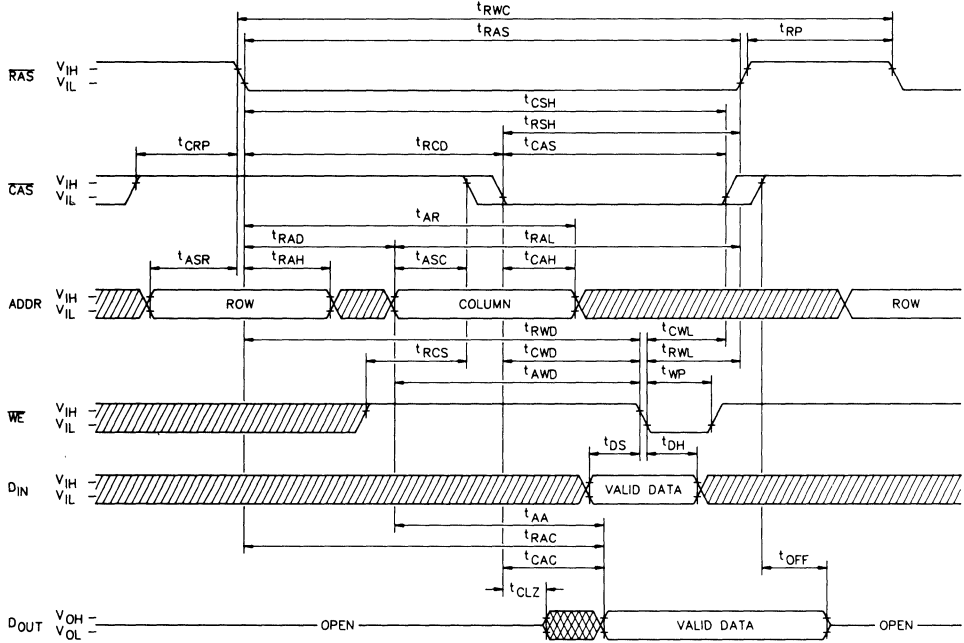 tRWC
tRAS
tRP
RAS VIH
VIL
tCSH
tRSH
tCRP
tRCD
tCAS
CAS VIH
VIL
tAR
tRAD
tRAL
tASR
tRAH
tASC
tCAH
ADDR VIH
VIL
ROW
COLUMN
ROW
tRWD
tCWL
tRCS
tCWD
tRWL
tAWD
tWP
WE VIH
VIL
tDS
tDH
DIN VIH
VIL
VALID DATA
tAA
tRAC
tCAC
tOFF
tCLZ
DOUT VOH
VOL
OPEN
VALID DATA
OPEN